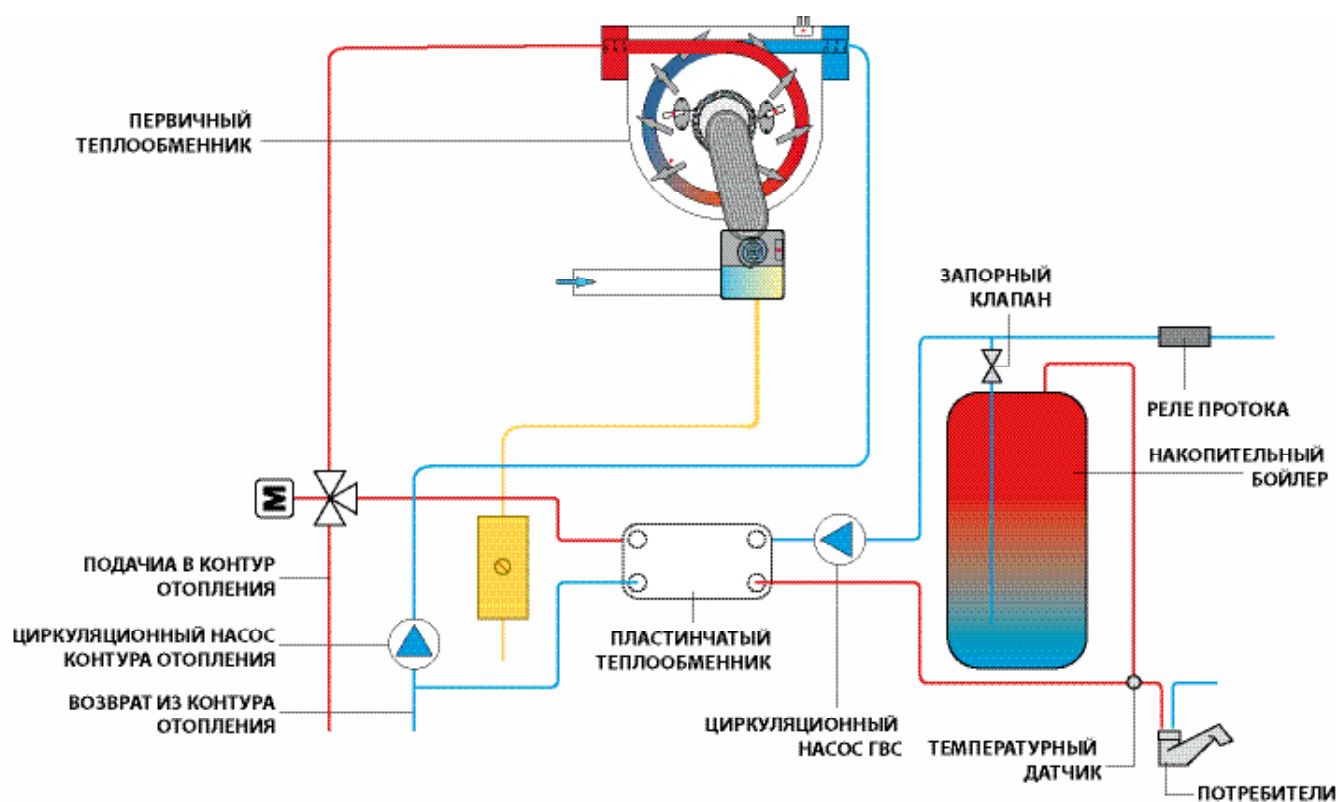 ПЕРВИЧНЫЙ
ТЕПЛООБМЕННИК
ЗАПОРНЫЙ
КЛАПАН
РЕЛЕ ПРОТОКА
НАКОПИТЕЛЬНЫЙ
БОЙЛЕР
M
ПОДАЧИА В КОНТУР
ОТОПЛЕНИЯ
ЦИРКУЛЯЦИОННЫЙ НАСОС
КОНТУРА ОТОПЛЕНИЯ
ВОЗВРАТ ИЗ КОНТУРА
ОТОПЛЕНИЯ
ПЛАСТИНЧАТЫЙ
ТЕПЛООБМЕННИК
ЦИРКУЛЯЦИОННЫЙ
НАСОС ГВС
ТЕМПЕРАТУРНЫЙ
ДАТЧИК
ПОТРЕБИТЕЛИ